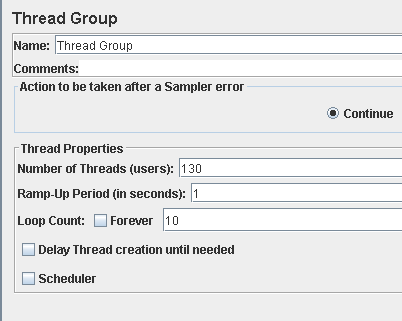 Thread Group
Name: Thread Group
Comments:
Action to be taken after a Sampler error
Continue
Thread Properties
Number of Threads (users): 130
Ramp-Up Period (in seconds): 1
Loop Count: Forever 10
Delay Thread creation until needed
Scheduler